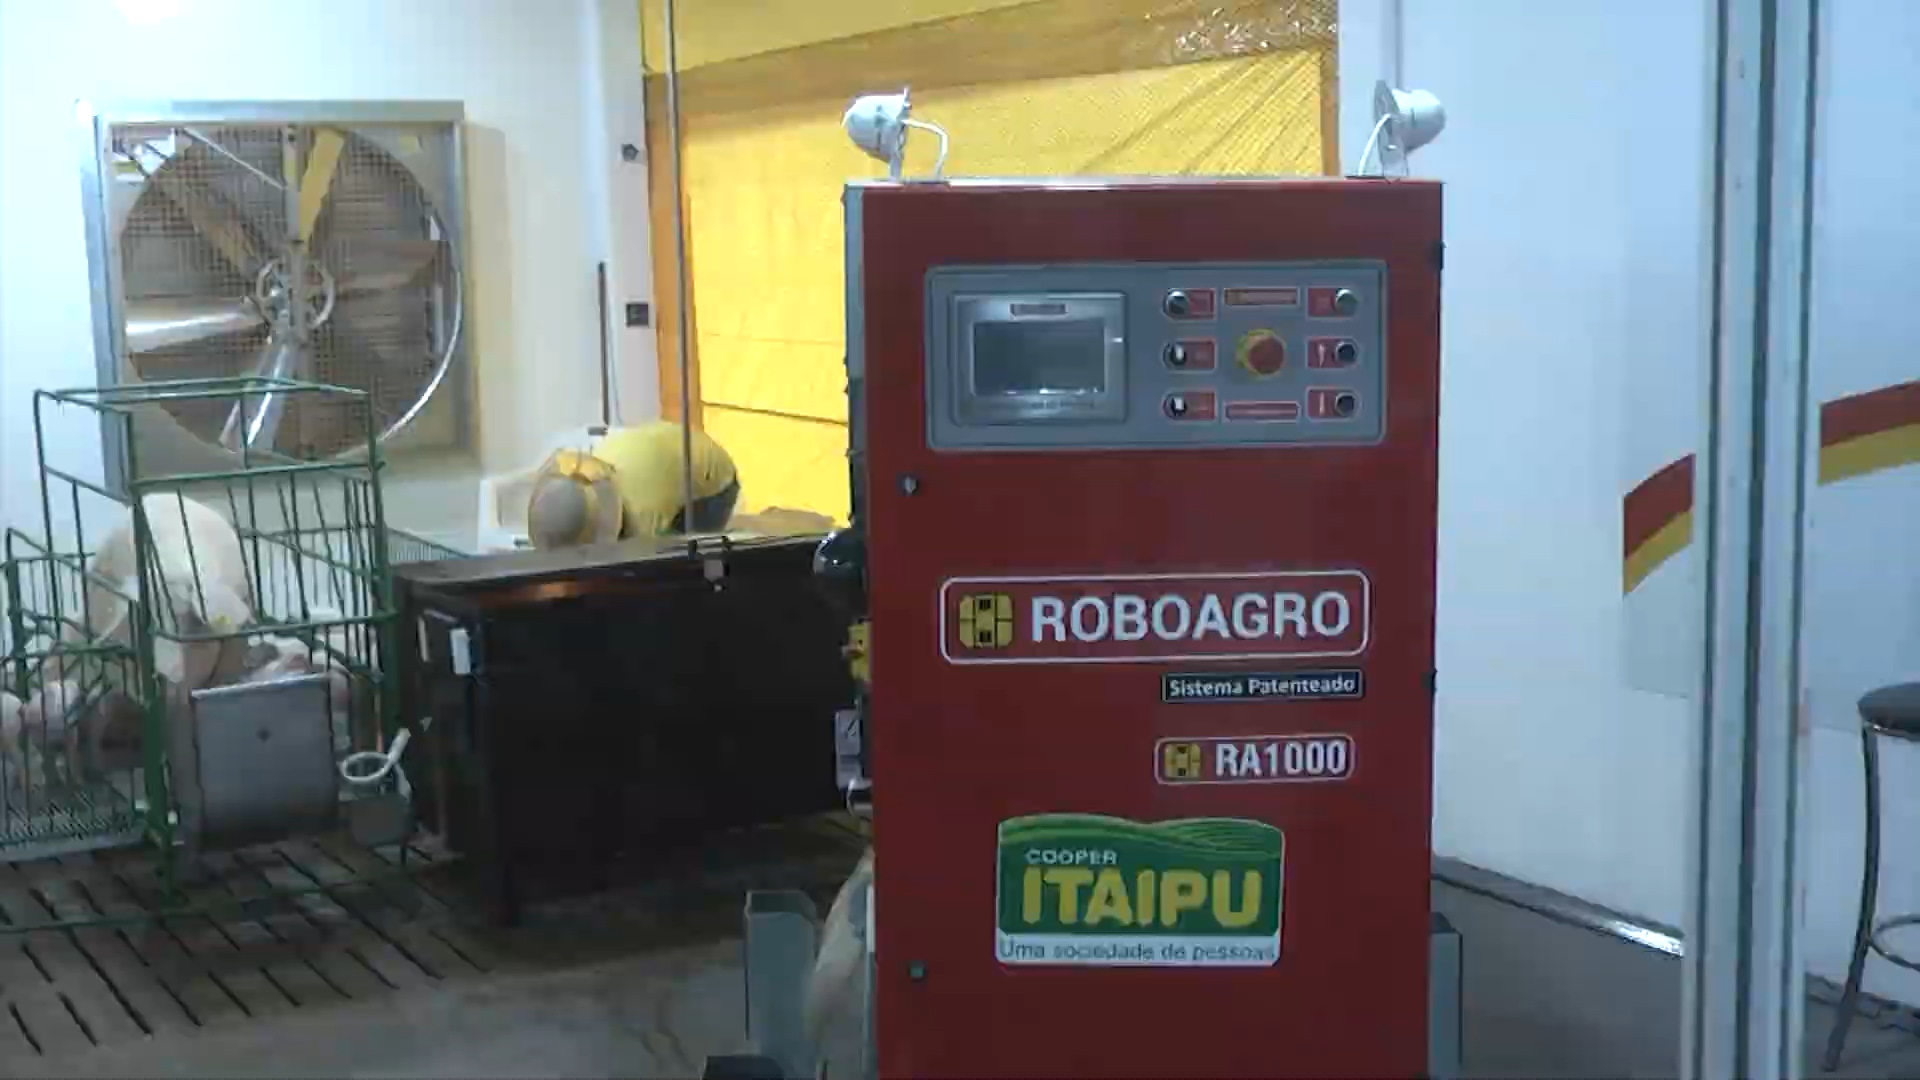 ROBOAGRO
Sistema Patenteado
RA1000
COOPER
ITAIPU
Uma sociedade de pessoas